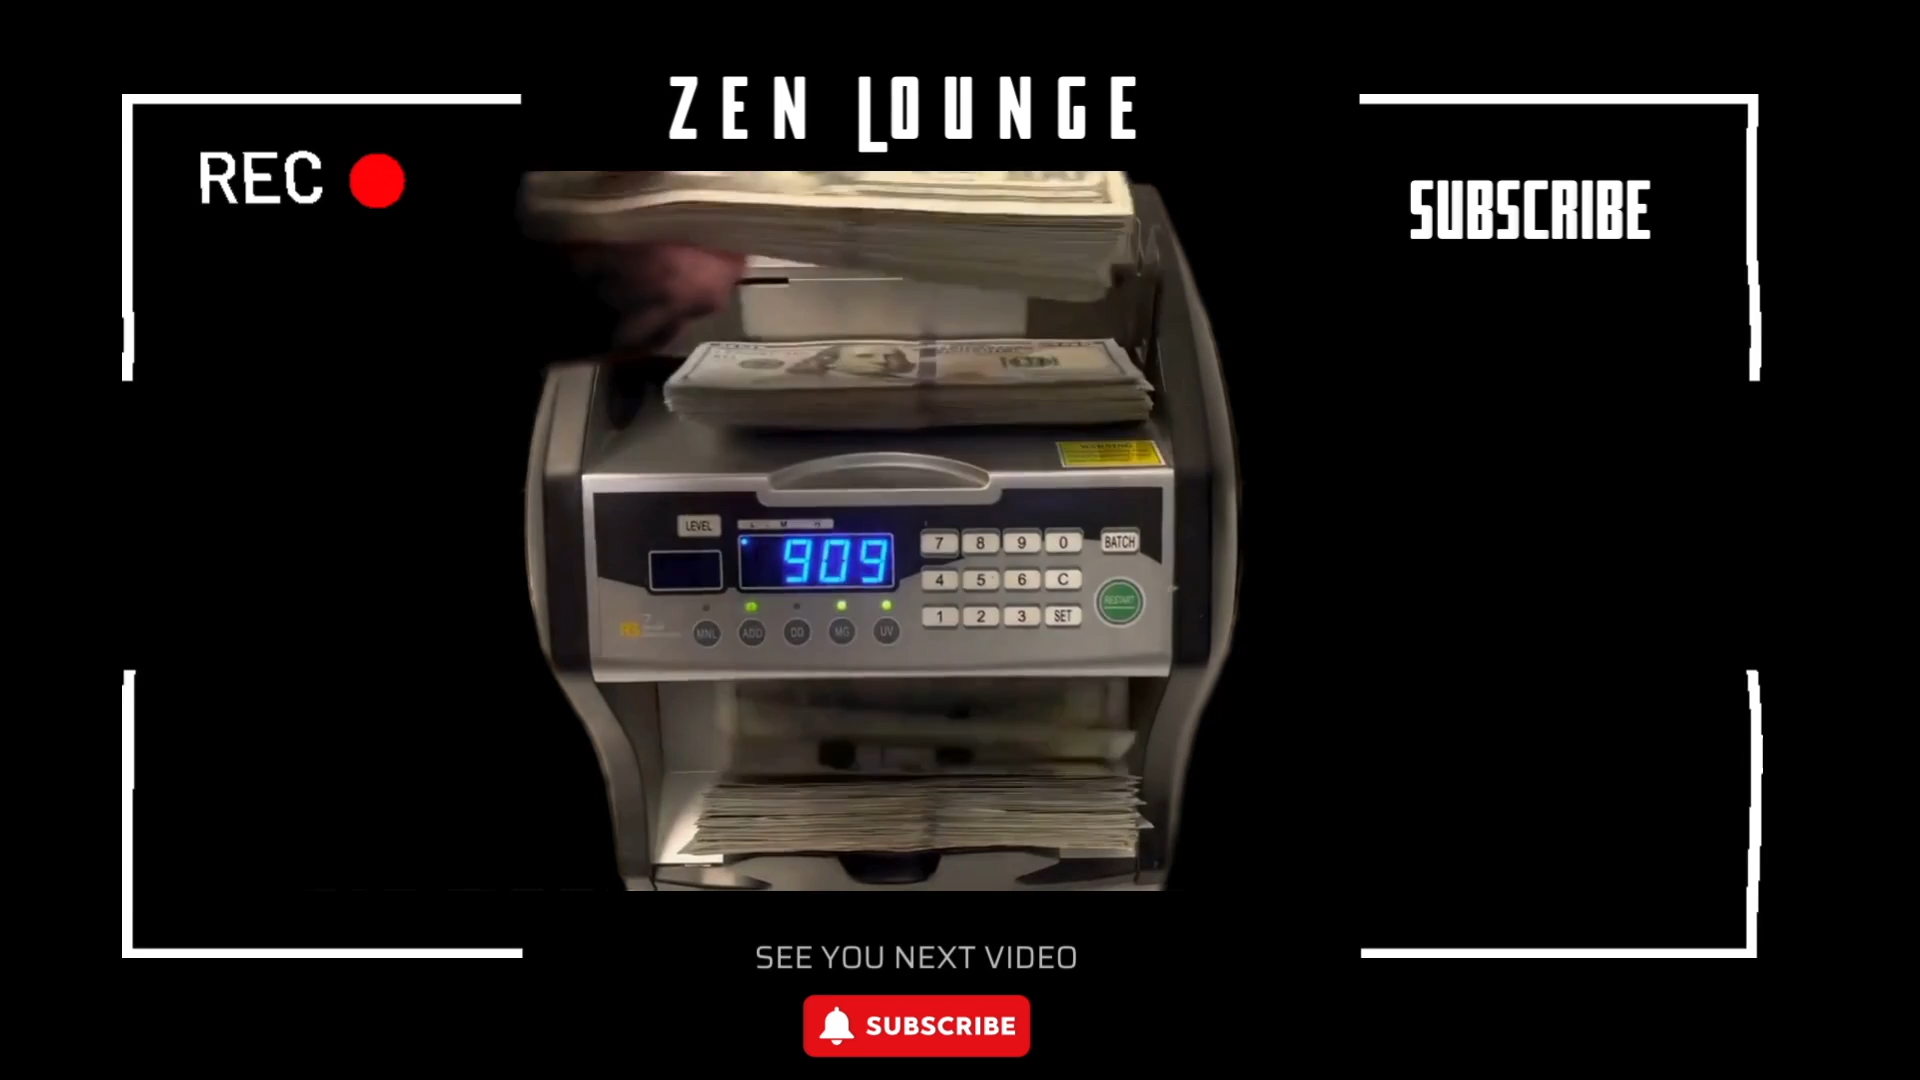 ZEN LOUNGE
REC
SUBSCRIBE
LEVEL
L M H
909
7 8 9 0 BATCH
4 5 6 C
RESTART
1 2 3 SET
MNL ADD DD MG UV
SEE YOU NEXT VIDEO
SUBSCRIBE